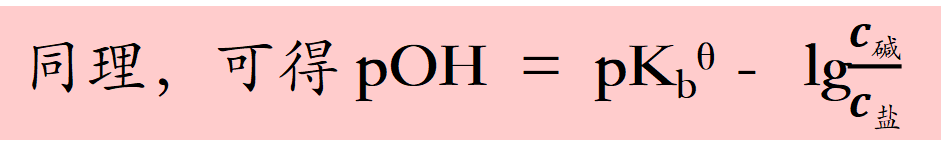 同理，可得 pOH = pK_b^θ - lg c碱/c盐